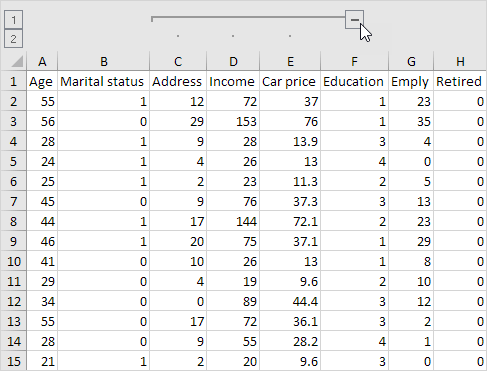 1
2
A B C D E F G H
1 Age Marital status Address Income Car price Education Emply Retired
2 55 1 12 72 37 1 23 0
3 56 0 29 153 76 1 35 0
4 28 1 9 28 13.9 3 4 0
5 24 1 4 26 13 4 0 0
6 25 1 2 23 11.3 2 5 0
7 45 0 9 76 37.3 3 13 0
8 44 1 17 144 72.1 2 23 0
9 46 1 20 75 37.1 1 29 0
10 41 0 10 26 13 1 8 0
11 29 0 4 19 9.6 2 10 0
12 34 0 0 89 44.4 3 12 0
13 55 0 17 72 36.1 3 2 0
14 28 0 9 55 28.2 4 1 0
15 21 1 2 20 9.6 3 0 0